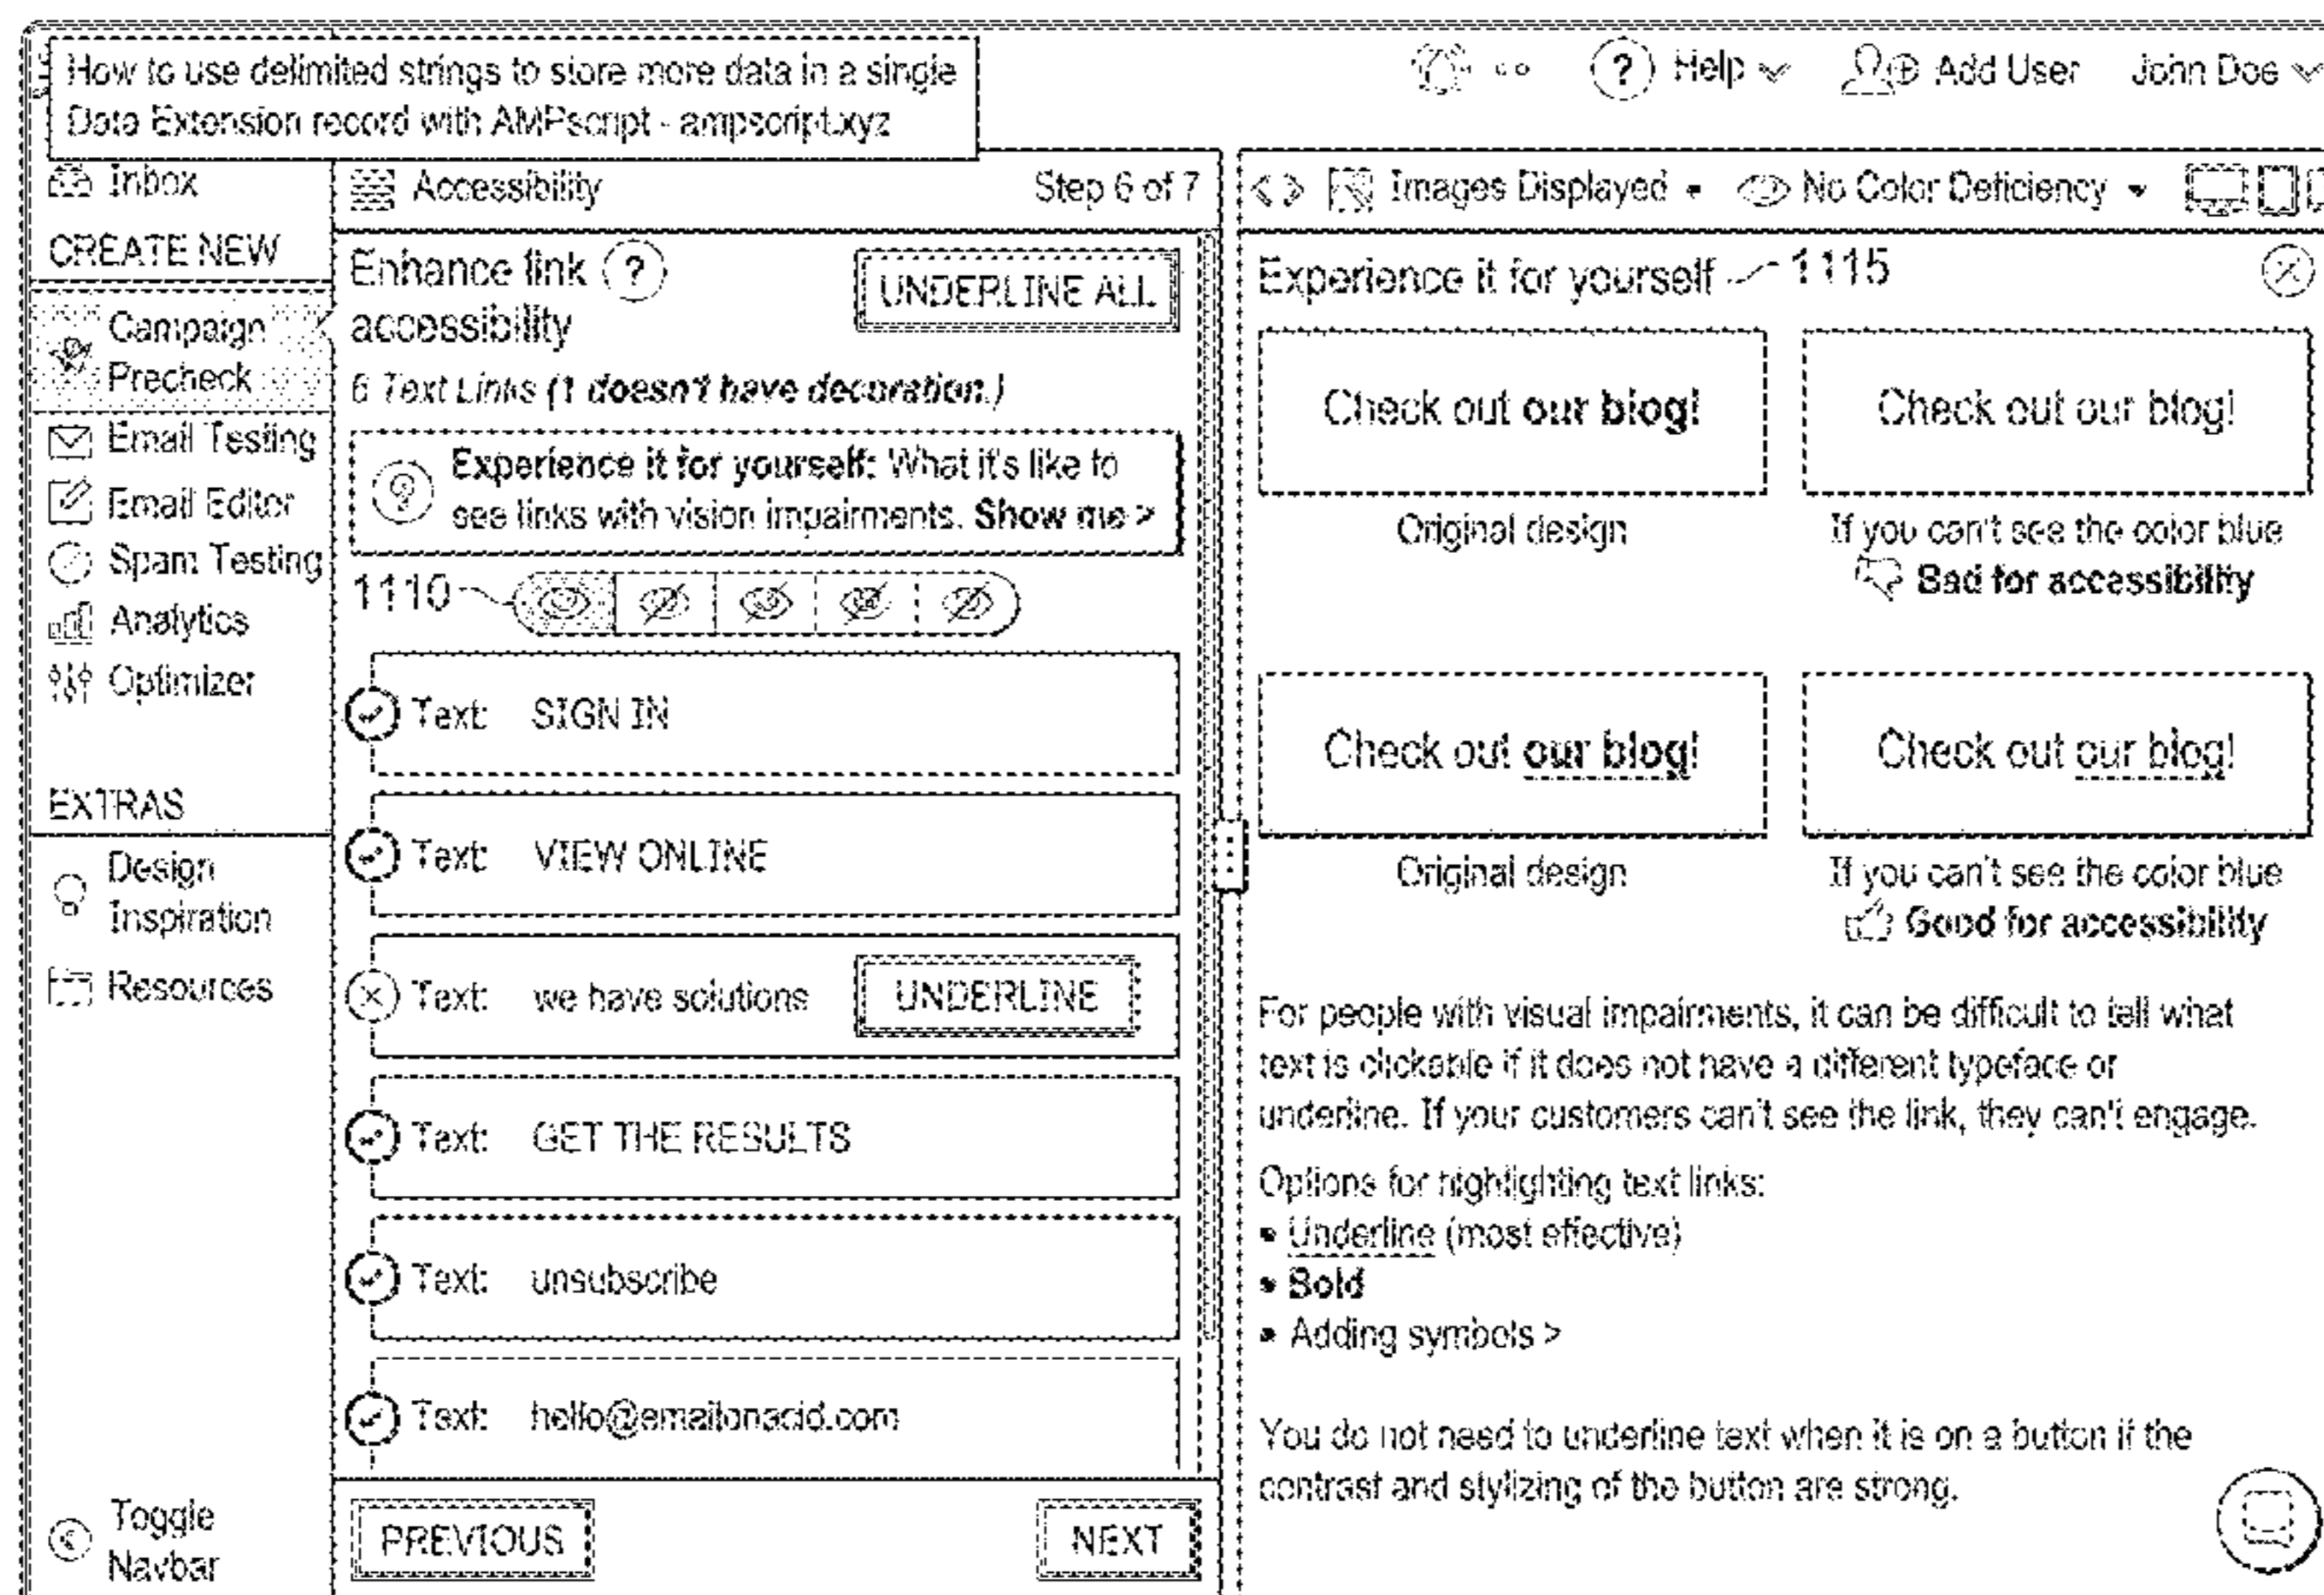 How to use delimited strings to store more data in a single
Data Extension record with AMPscript - ampscript.xyz
Help
Add User
John Doe
Inbox
CREATE NEW
Campaign
Precheck
Email Testing
Email Editor
Spam Testing
Analytics
Optimizer
EXTRAS
Design
Inspiration
Resources
Toggle
Navbar
Accessibility
Step 6 of 7
Enhance link ?
accessibility
UNDERLINE ALL
6 Text Links (1 doesn't have decoration.)
Experience it for yourself: What it's like to
see links with vision impairments. Show me >
1110
Text: SIGN IN
Text: VIEW ONLINE
Text: we have solutions UNDERLINE
Text: GET THE RESULTS
Text: unsubscribe
Text: hello@emailonacid.com
PREVIOUS
NEXT
Images Displayed
No Color Deficiency
Experience it for yourself 1115
Check out our blog!
Original design
Check out our blog!
If you can't see the color blue
Bad for accessibility
Check out our blog!
Original design
Check out our blog!
If you can't see the color blue
Good for accessibility
For people with visual impairments, it can be difficult to tell what
text is clickable if it does not have a different typeface or
underline. If your customers can't see the link, they can't engage.
Options for highlighting text links:
• Underline (most effective)
• Bold
• Adding symbols >
You do not need to underline text when it is on a button if the
contrast and stylizing of the button are strong.